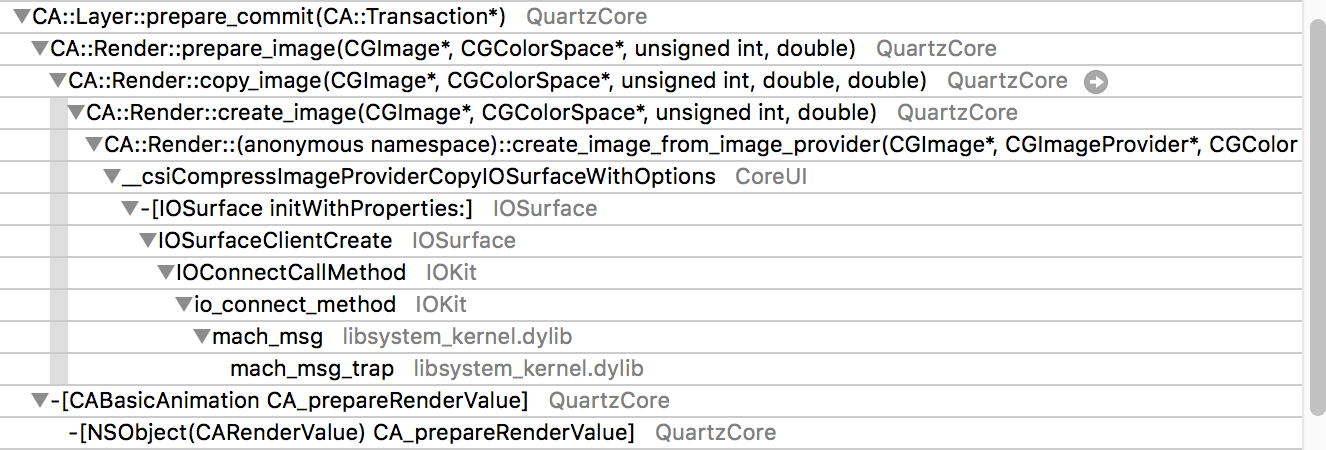 CA::Layer::prepare_commit(CA::Transaction*) QuartzCore
CA::Render::prepare_image(CGImage*, CGColorSpace*, unsigned int, double) QuartzCore
CA::Render::copy_image(CGImage*, CGColorSpace*, unsigned int, double, double) QuartzCore
CA::Render::create_image(CGImage*, CGColorSpace*, unsigned int, double) QuartzCore
CA::Render::(anonymous namespace)::create_image_from_image_provider(CGImage*, CGImageProvider*, CGColor
__csiCompressImageProviderCopyIOSurfaceWithOptions CoreUI
-[IOSurface initWithProperties:] IOSurface
IOSurfaceClientCreate IOSurface
IOConnectCallMethod IOKit
io_connect_method IOKit
mach_msg libsystem_kernel.dylib
mach_msg_trap libsystem_kernel.dylib
-[CABasicAnimation CA_prepareRenderValue] QuartzCore
-[NSObject(CARenderValue) CA_prepareRenderValue] QuartzCore